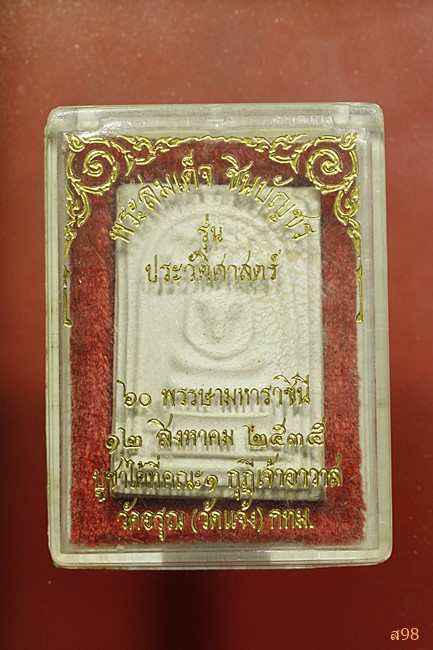 พระสมเด็จ ชินบัญชร
รุ่น
ประวัติศาสตร์
๖๐ พรรษามหาราชินี
๑๒ สิงหาคม ๒๕๓๕
บูชาได้ที่คณะ๑ กุฏิเจ้าอาวาส
วัดอรุณ (วัดแจ้ง) กทม.
ส98